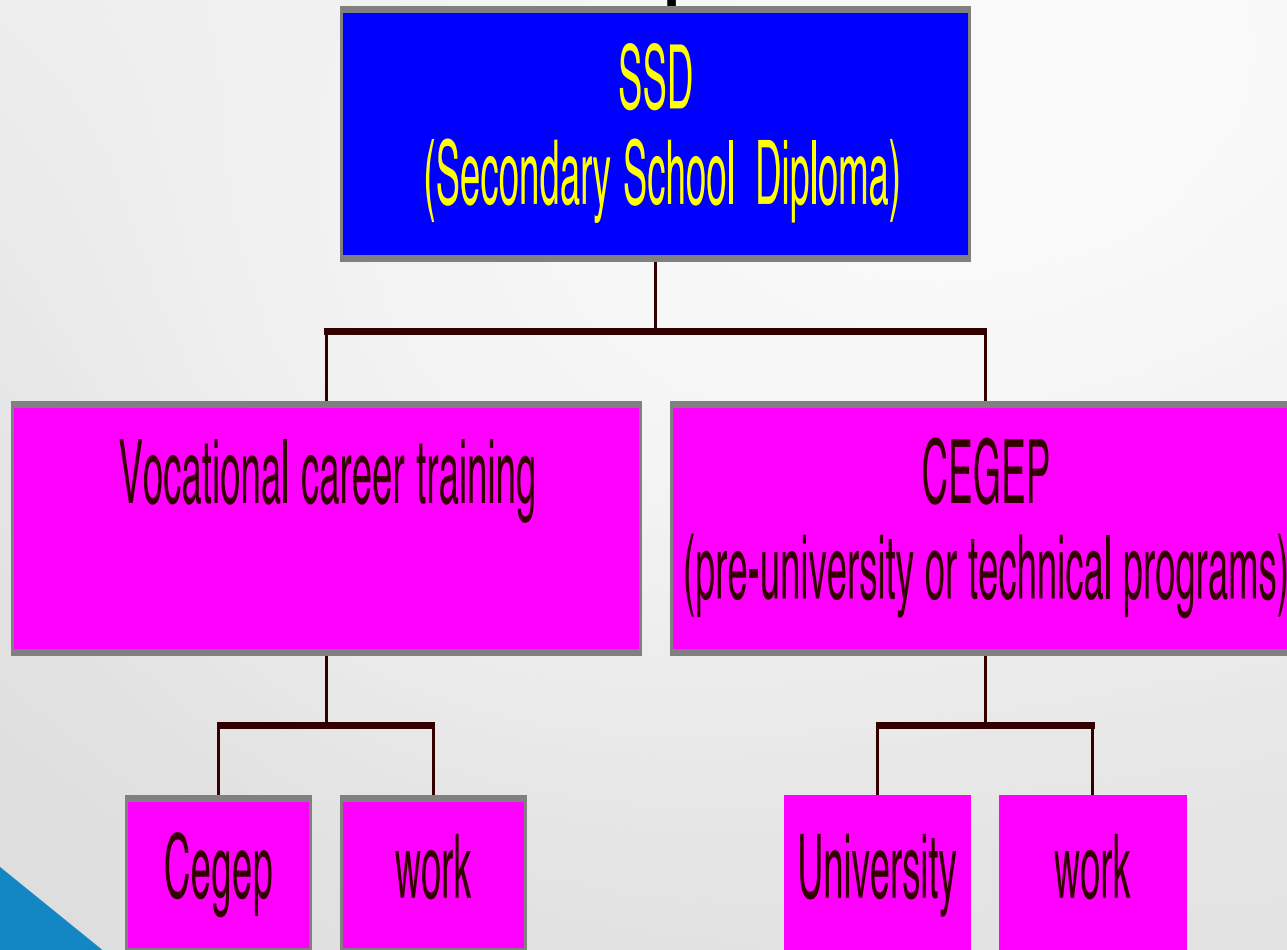 SSD
(Secondary School Diploma)
Vocational career training
CEGEP
(pre-university or technical programs)
Cegep
work
University
work